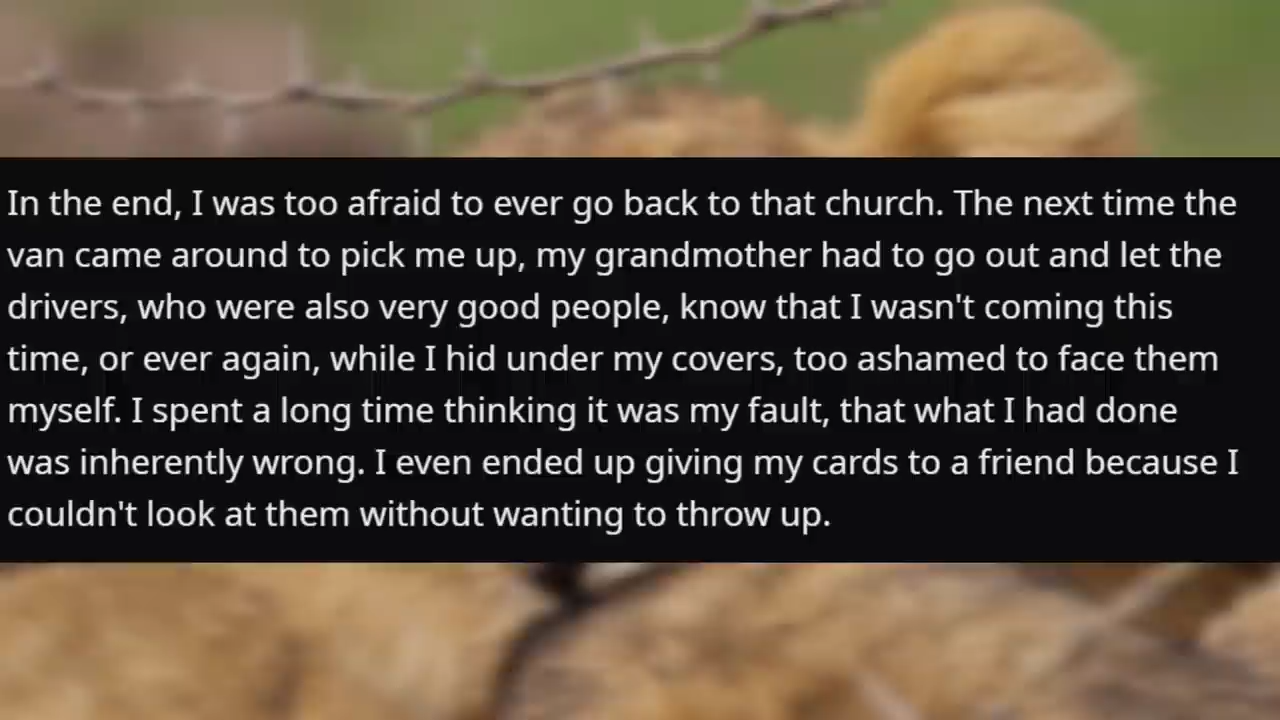 In the end, I was too afraid to ever go back to that church. The next time the
van came around to pick me up, my grandmother had to go out and let the
drivers, who were also very good people, know that I wasn't coming this
time, or ever again, while I hid under my covers, too ashamed to face them
myself. I spent a long time thinking it was my fault, that what I had done
was inherently wrong. I even ended up giving my cards to a friend because I
couldn't look at them without wanting to throw up.